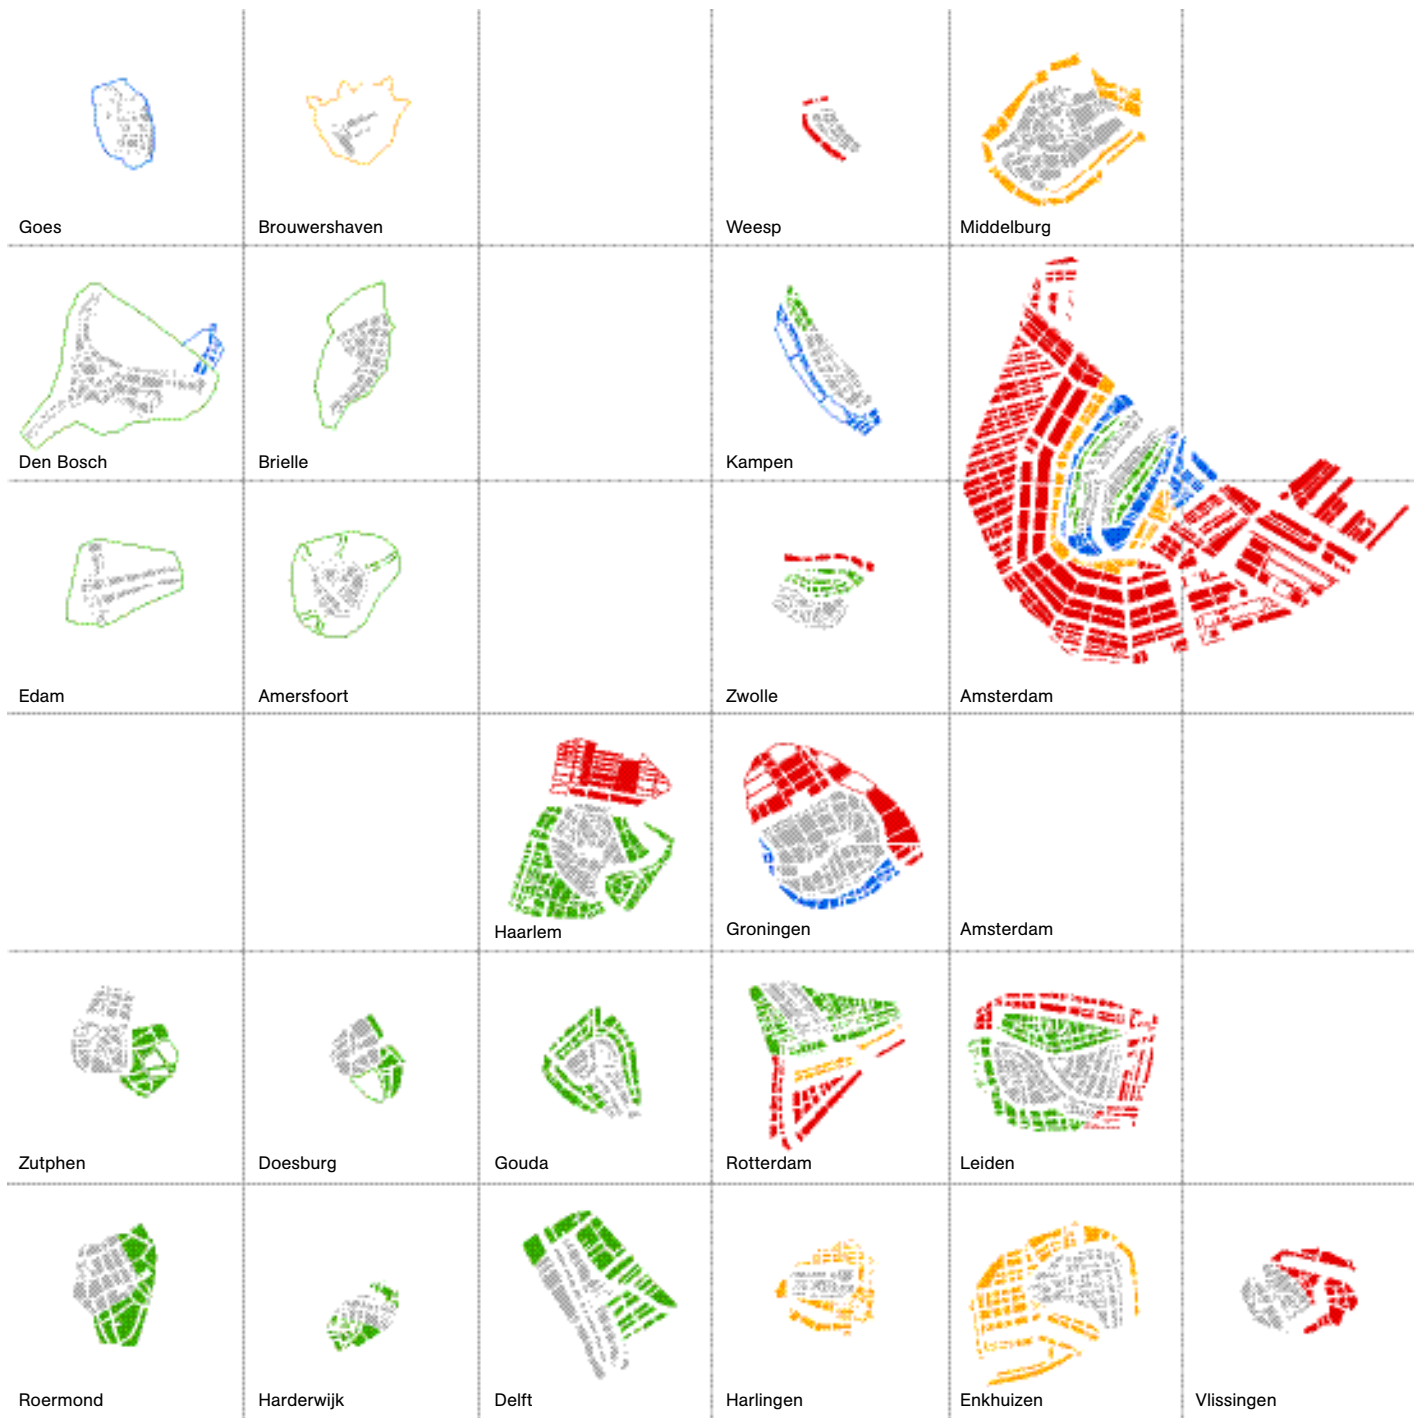 Goes
Brouwershaven
Weesp
Middelburg
Den Bosch
Brielle
Kampen
Edam
Amersfoort
Zwolle
Amsterdam
Haarlem
Groningen
Amsterdam
Zutphen
Doesburg
Gouda
Rotterdam
Leiden
Roermond
Harderwijk
Delft
Harlingen
Enkhuizen
Vlissingen